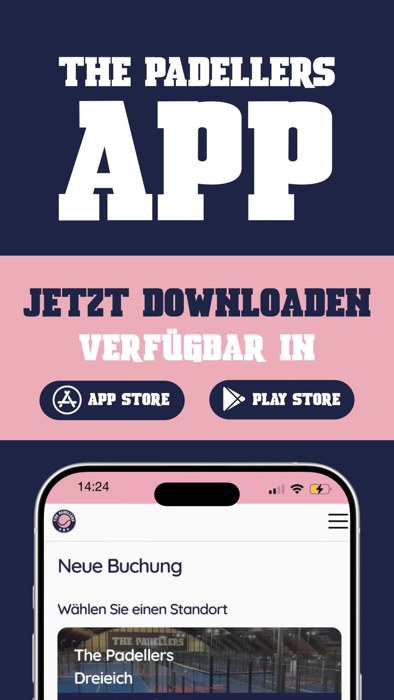 THE PADELLERS
APP
JETZT DOWNLOADEN
VERFÜGBAR IN
APP STORE
PLAY STORE
14:24
Neue Buchung
Wählen Sie einen Standort
THE PADELLERS
The Padellers
Dreieich